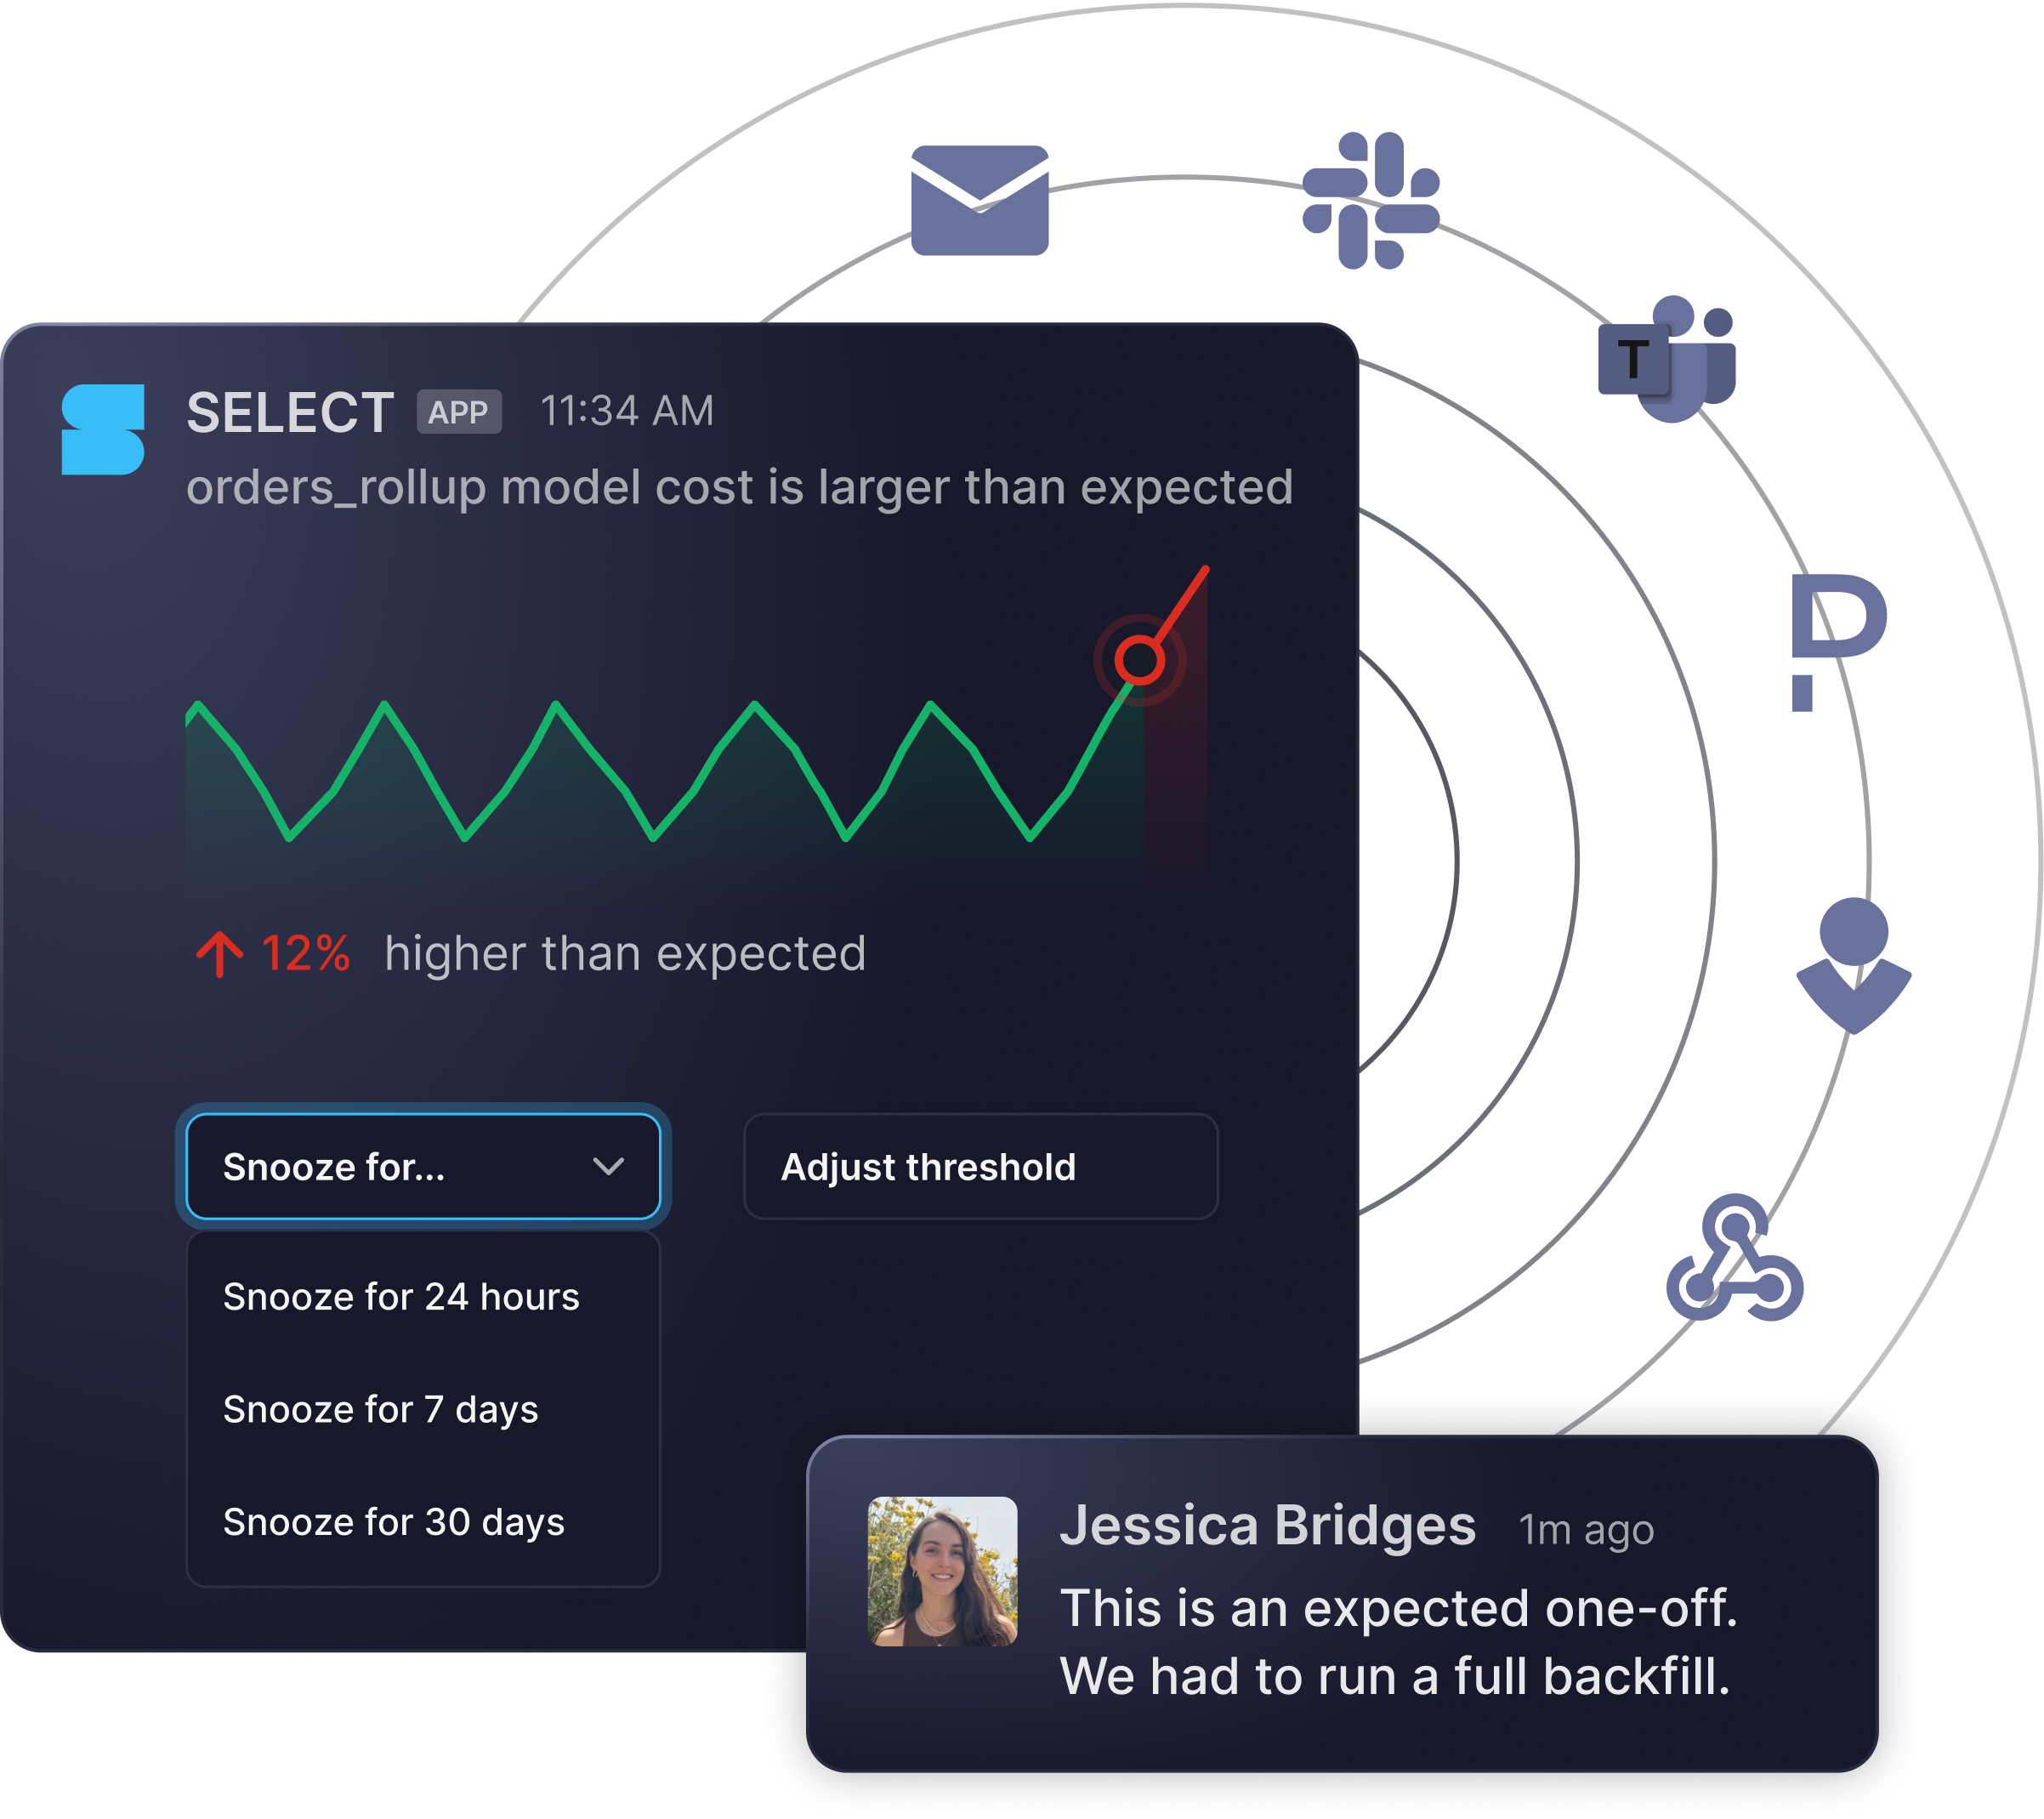 SELECT APP 11:34 AM
orders_rollup model cost is larger than expected
12% higher than expected
Snooze for...
Adjust threshold
Snooze for 24 hours
Snooze for 7 days
Snooze for 30 days
Jessica Bridges 1m ago
This is an expected one-off.
We had to run a full backfill.
T